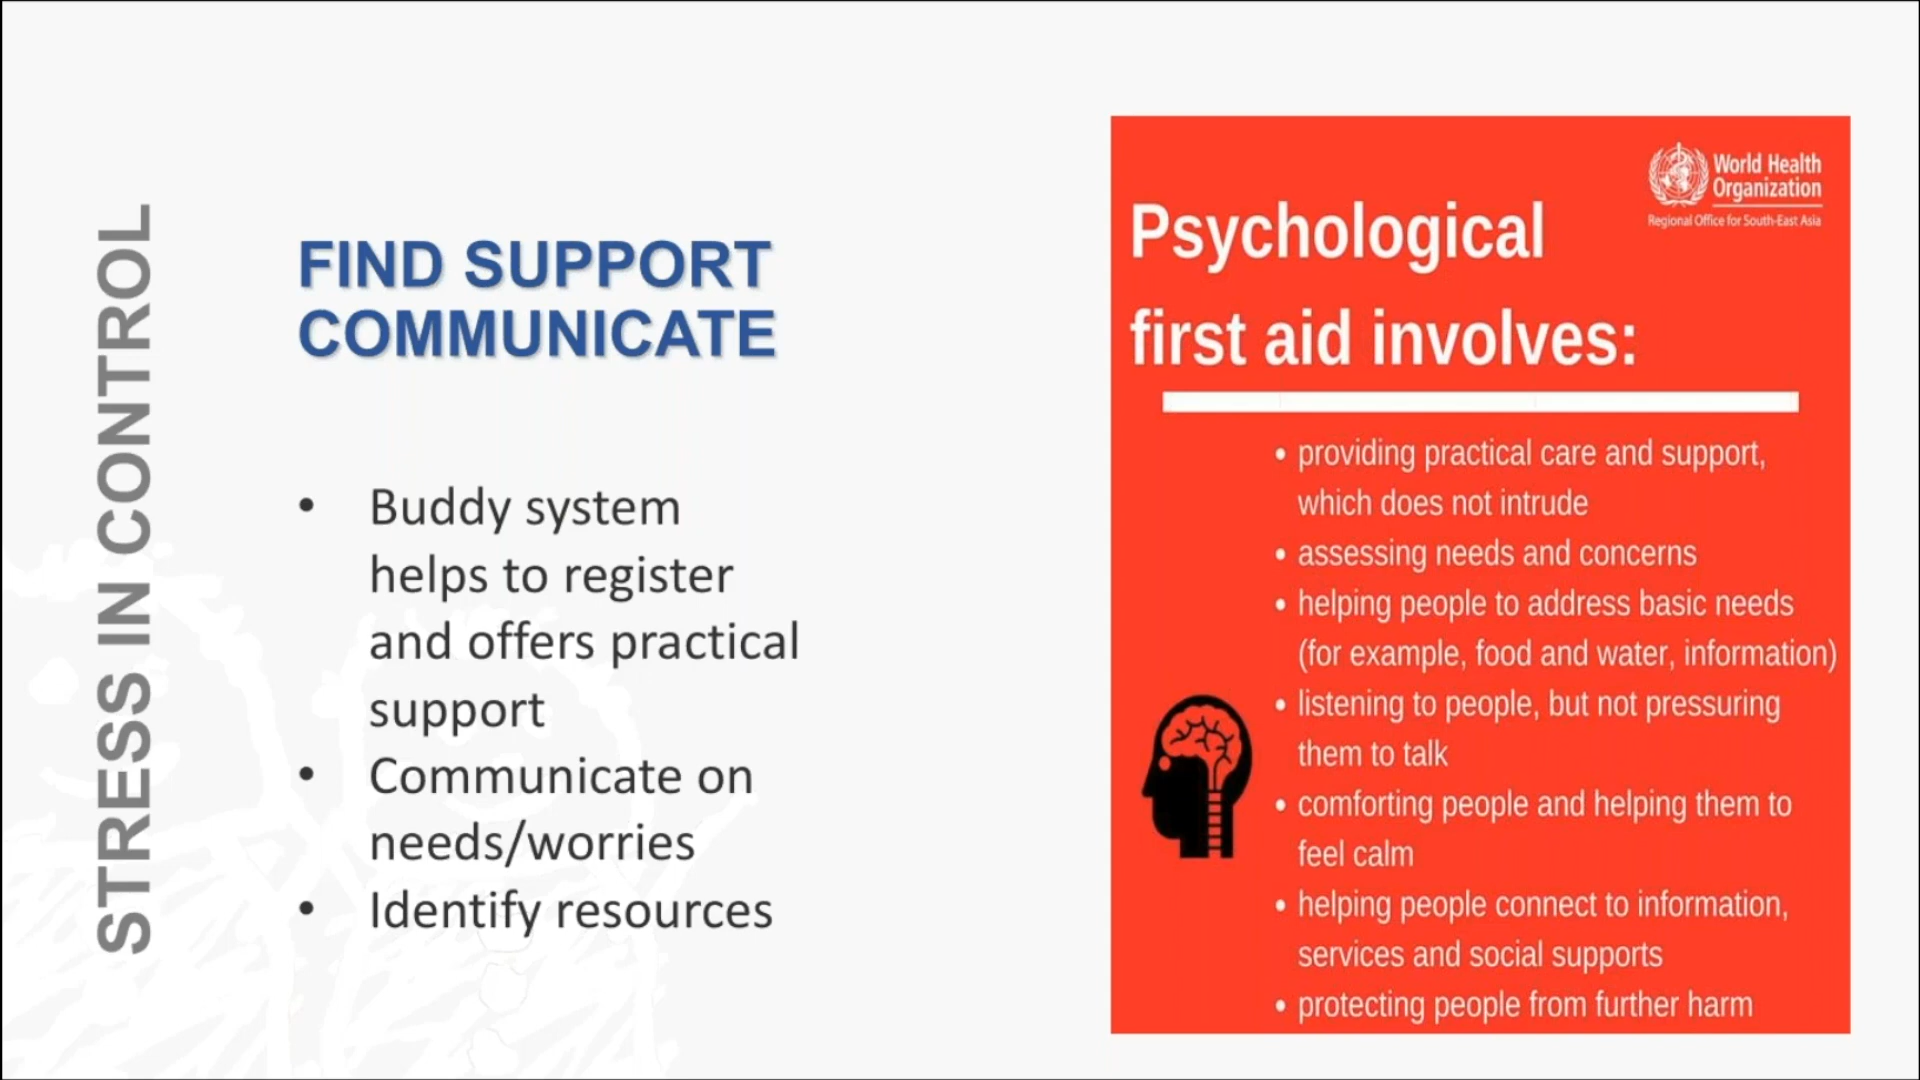 STRESS IN CONTROL
FIND SUPPORT
COMMUNICATE
• Buddy system
helps to register
and offers practical
support
• Communicate on
needs/worries
• Identify resources
World Health
Organization
Regional Office for South-East Asia
Psychological
first aid involves:
• providing practical care and support,
which does not intrude
• assessing needs and concerns
• helping people to address basic needs
(for example, food and water, information)
• listening to people, but not pressuring
them to talk
• comforting people and helping them to
feel calm
• helping people connect to information,
services and social supports
• protecting people from further harm